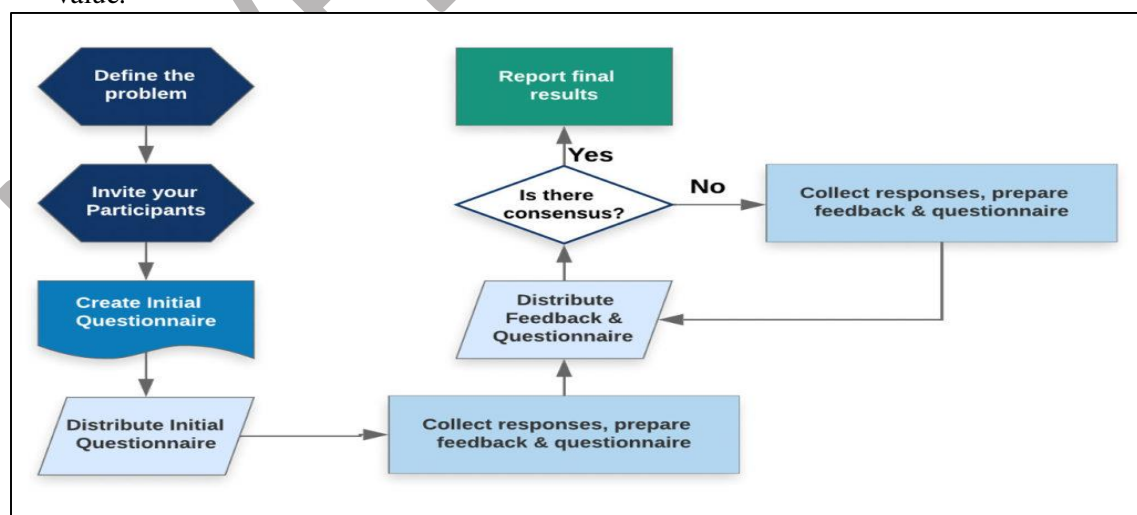 value.
Define the
problem
Invite your
Participants
Create Initial
Questionnaire
Distribute Initial
Questionnaire
Collect responses, prepare
feedback & questionnaire
Distribute
Feedback &
Questionnaire
Is there
consensus?
Yes
Report final
results
No
Collect responses, prepare
feedback & questionnaire